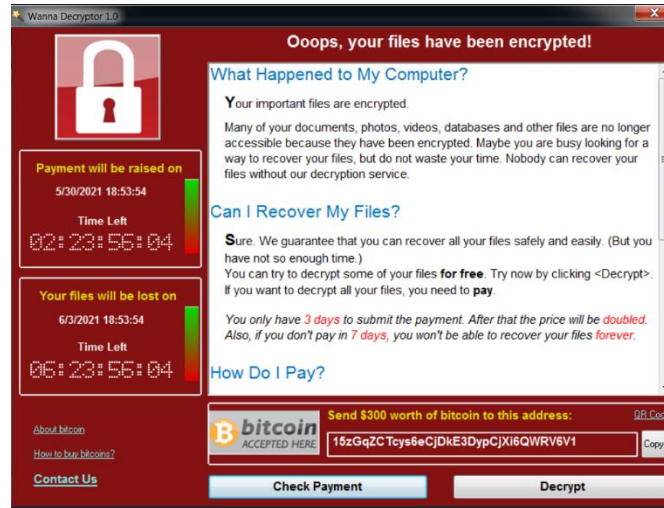 Wanna Decryptor 1.0
Ooops, your files have been encrypted!
What Happened to My Computer?
Your important files are encrypted.
Many of your documents, photos, videos, databases and other files are no longer
accessible because they have been encrypted. Maybe you are busy looking for a
way to recover your files, but do not waste your time. Nobody can recover your
files without our decryption service.
Can I Recover My Files?
Sure. We guarantee that you can recover all your files safely and easily. (But you
have not so enough time.)
You can try to decrypt some of your files for free. Try now by clicking <Decrypt>.
If you want to decrypt all your files, you need to pay.
You only have 3 days to submit the payment. After that the price will be doubled.
Also, if you don't pay in 7 days, you won't be able to recover your files forever.
How Do I Pay?
Payment will be raised on
5/30/2021 18:53:54
Time Left
02:23:56:04
Your files will be lost on
6/3/2021 18:53:54
Time Left
06:23:56:04
About bitcoin
How to buy bitcoins?
Contact Us
bitcoin
ACCEPTED HERE
Send $300 worth of bitcoin to this address:
QR Coc
15zGqZCTcys6eCjDkE3DypCjXi6QWRV6V1
Copy
Check Payment
Decrypt